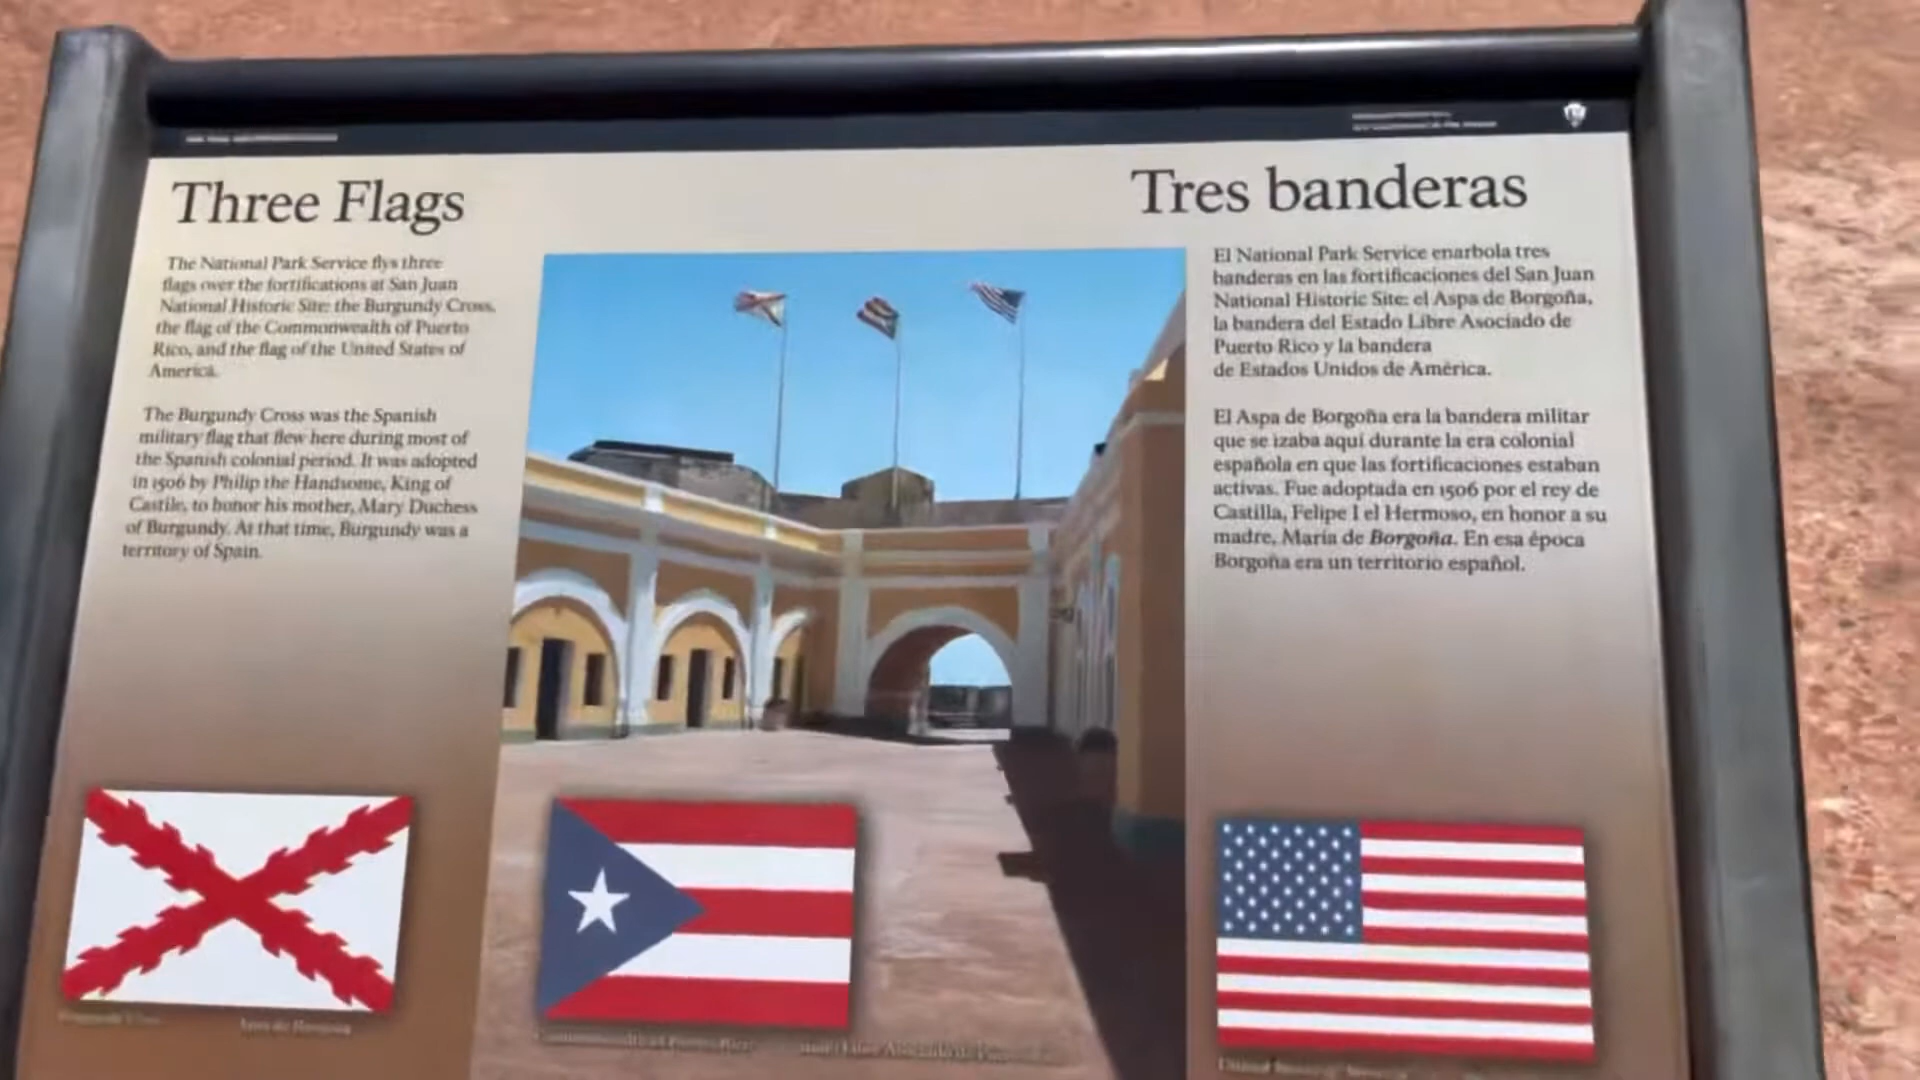 Three Flags
The National Park Service flys three
flags over the fortifications at San Juan
National Historic Site: the Burgundy Cross,
the flag of the Commonwealth of Puerto
Rico, and the flag of the United States of
America.
The Burgundy Cross was the Spanish
military flag that flew here during most of
the Spanish colonial period. It was adopted
in 1506 by Philip the Handsome, King of
Castile, to honor his mother, Mary Duchess
of Burgundy. At that time, Burgundy was a
territory of Spain.
Tres banderas
El National Park Service enarbola tres
banderas en las fortificaciones del San Juan
National Historic Site: el Aspa de Borgoña,
la bandera del Estado Libre Asociado de
Puerto Rico y la bandera
de Estados Unidos de América.
El Aspa de Borgoña era la bandera militar
que se izaba aquí durante la era colonial
española en que las fortificaciones estaban
activas. Fue adoptada en 1506 por el rey de
Castilla, Felipe I el Hermoso, en honor a su
madre, María de Borgoña. En esa época
Borgoña era un territorio español.